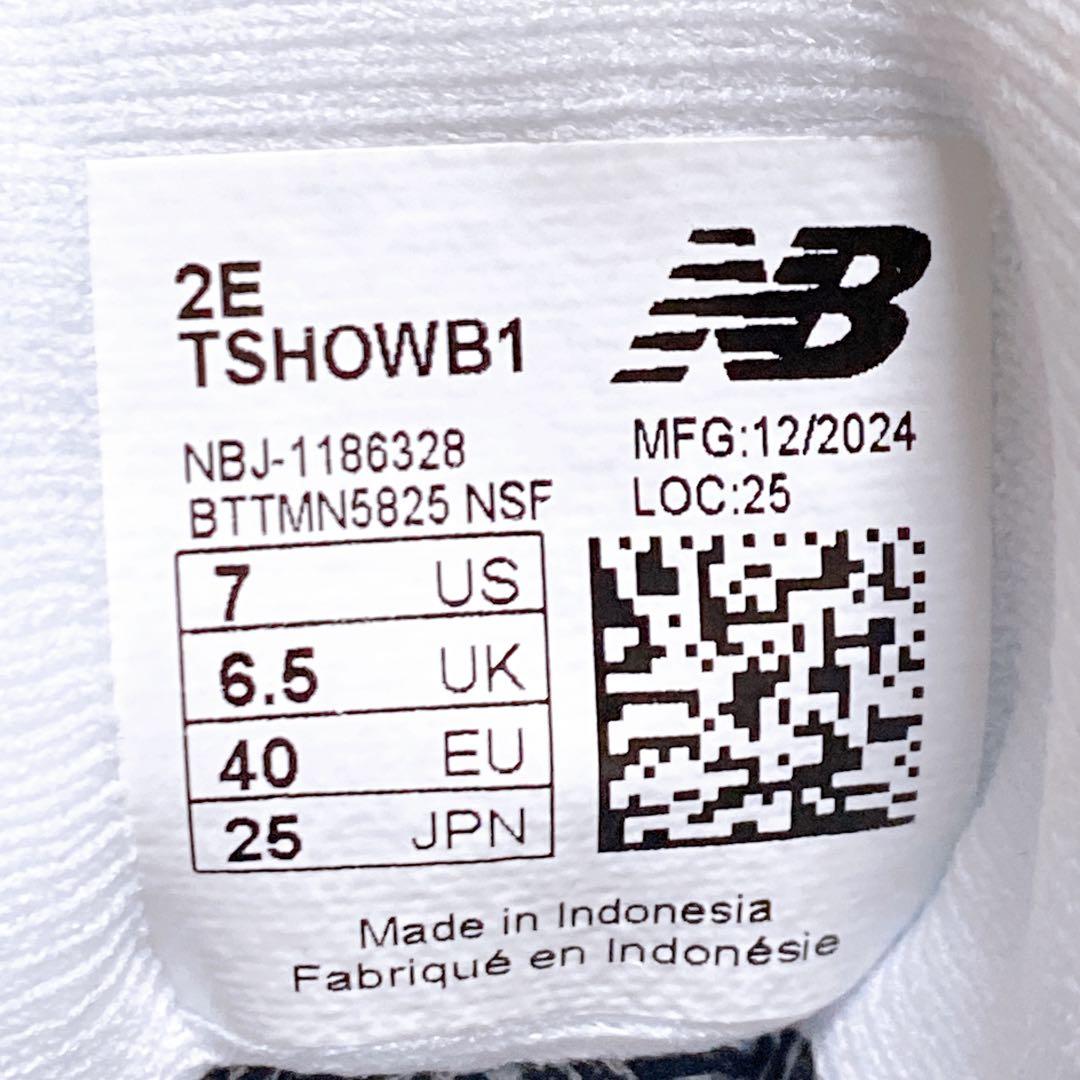 2E
TSHOWB1
NB
NBJ-1186328
BTTMN5825 NSF
MFG:12/2024
LOC:25
7 US
6.5 UK
40 EU
25 JPN
Made in Indonesia
Fabriqué en Indonésie